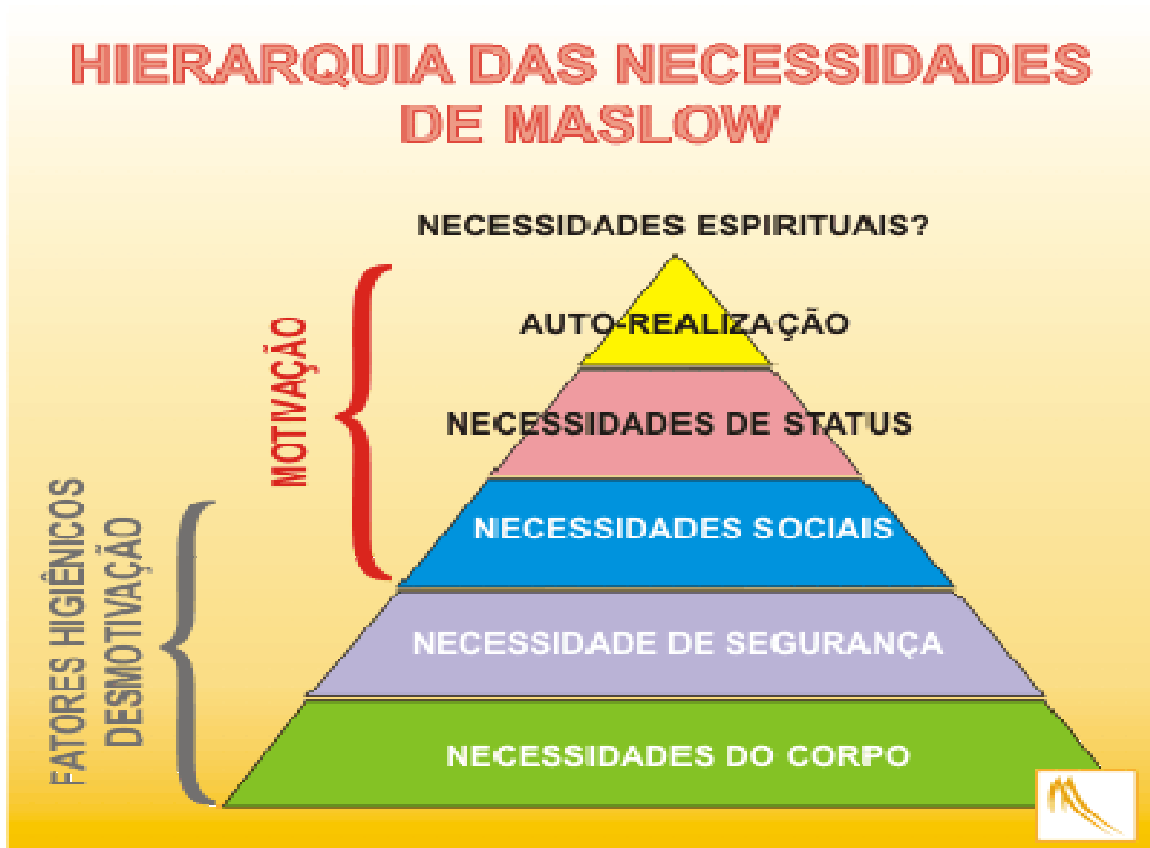 HIERARQUIA DAS NECESSIDADES
DE MASLOW
NECESSIDADES ESPIRITUAIS?
AUTO-REALIZAÇÃO
NECESSIDADES DE STATUS
NECESSIDADES SOCIAIS
NECESSIDADE DE SEGURANÇA
NECESSIDADES DO CORPO
MOTIVAÇÃO
FATORES HIGIÊNICOS
DESMOTIVAÇÃO